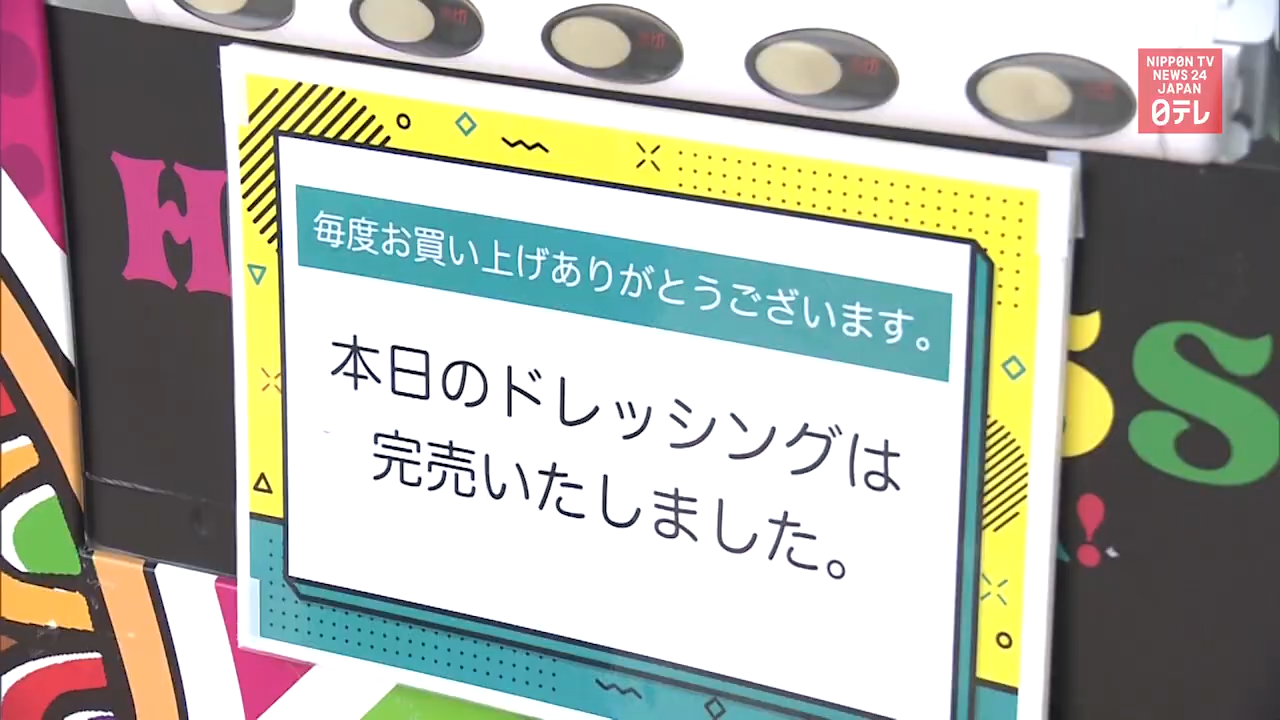 NIPPON TV
NEWS 24
JAPAN
日テレ
毎度お買い上げありがとうございます。
本日のドレッシングは
完売いたしました。
H
S
!